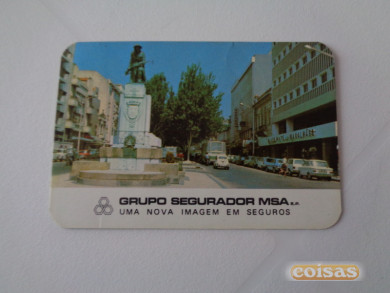 GRUPO SEGURADOR MSA E.P.
UMA NOVA IMAGEM EM SEGUROS
coisas